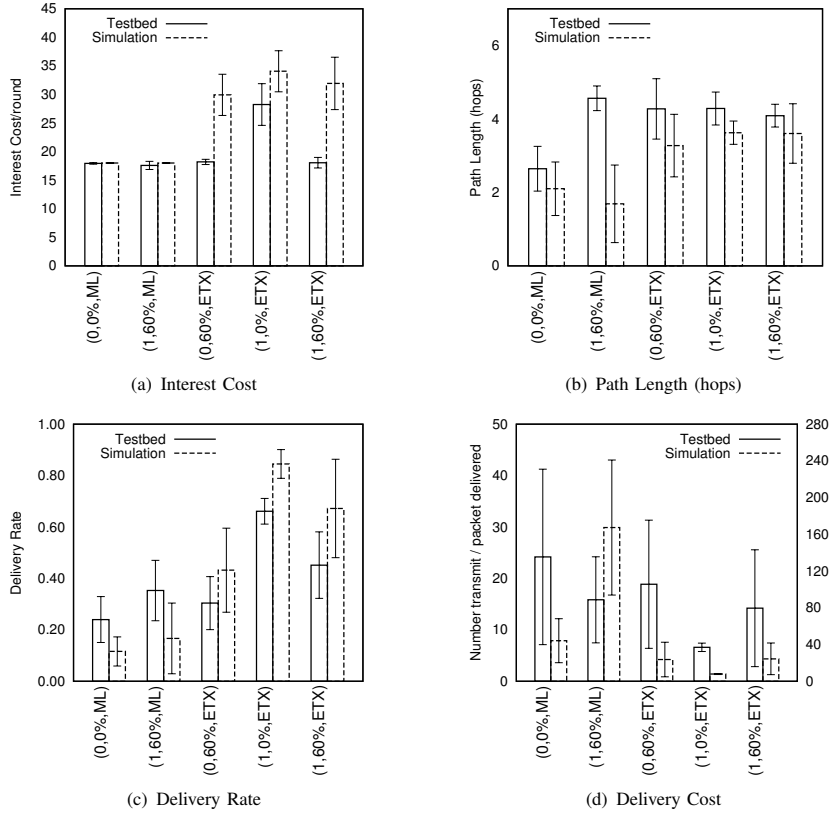 Interest Cost/round
45
40
35
30
25
20
15
10
5
0
Testbed
Simulation
(0,0%,ML)
(1,60%,ML)
(0,60%,ETX)
(1,0%,ETX)
(1,60%,ETX)
(a) Interest Cost
Path Length (hops)
6
4
2
0
Testbed
Simulation
(0,0%,ML)
(1,60%,ML)
(0,60%,ETX)
(1,0%,ETX)
(1,60%,ETX)
(b) Path Length (hops)
Delivery Rate
1.00
0.80
0.60
0.40
0.20
0.00
Testbed
Simulation
(0,0%,ML)
(1,60%,ML)
(0,60%,ETX)
(1,0%,ETX)
(1,60%,ETX)
(c) Delivery Rate
Number transmit / packet delivered
50
40
30
20
10
0
Testbed
Simulation
280
240
200
160
120
80
40
0
(0,0%,ML)
(1,60%,ML)
(0,60%,ETX)
(1,0%,ETX)
(1,60%,ETX)
(d) Delivery Cost